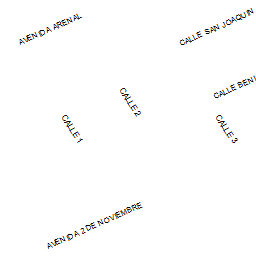 AVENIDA ARENAL
CALLE SAN JOAQUIN
CALLE BENI
CALLE 2
CALLE 1
CALLE 3
AVENIDA 2 DE NOVIEMBRE